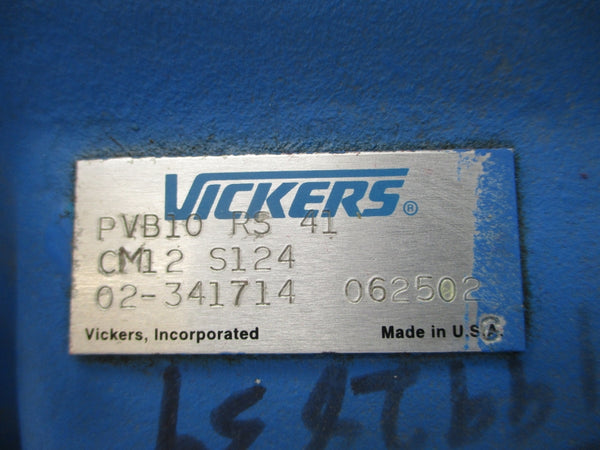 VICKERS®
PVB10 RS 41
CM12 S124
02-341714 062502
Vickers, Incorporated Made in U.S.A.